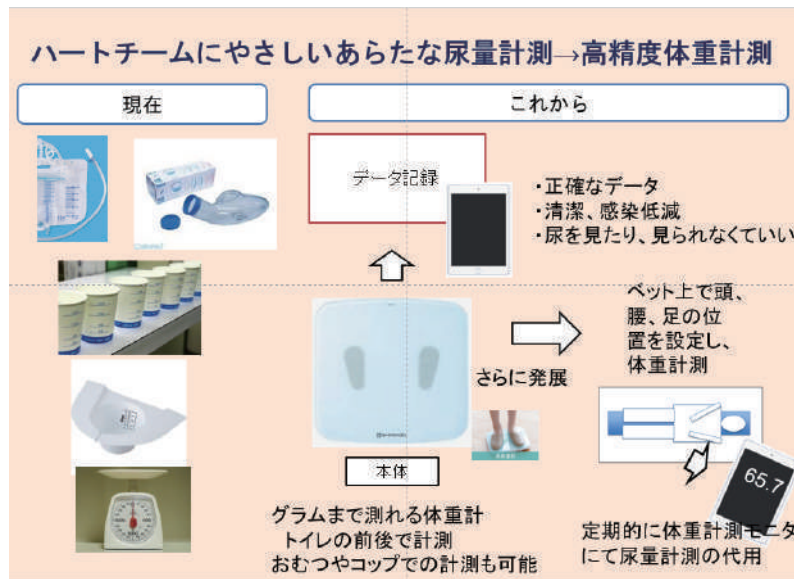 ハートチームにやさしいあらたな尿量計測→高精度体重計測
現在
これから
データ記録
・正確なデータ
・清潔、感染低減
・尿を見たり、見られなくていい
ベット上で頭、
腰、足の位
置を設定し、
体重計測
さらに発展
本体
65.7
グラムまで測れる体重計
トイレの前後で計測
おむつやコップでの計測も可能
定期的に体重計測モニタ
にて尿量計測の代用